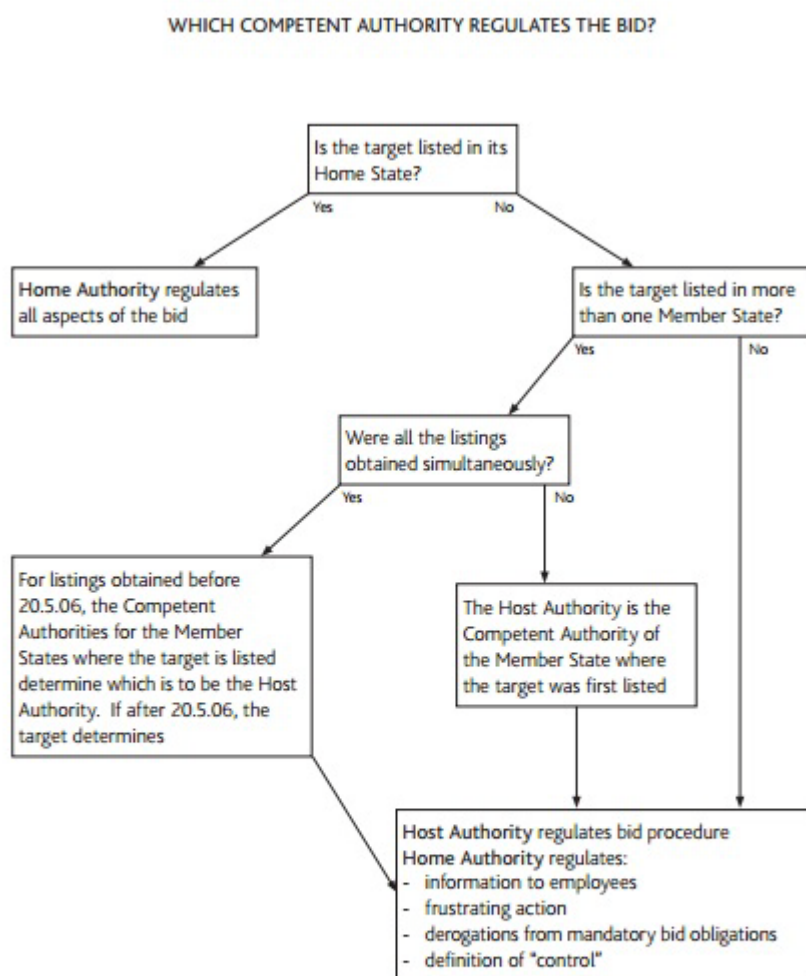 WHICH COMPETENT AUTHORITY REGULATES THE BID?
Is the target listed in its
Home State?
Yes
No
Home Authority regulates
all aspects of the bid
Is the target listed in more
than one Member State?
Yes
No
Were all the listings
obtained simultaneously?
Yes
No
For listings obtained before
20.5.06, the Competent
Authorities for the Member
States where the target is listed
determine which is to be the Host
Authority. If after 20.5.06, the
target determines
The Host Authority is the
Competent Authority of
the Member State where
the target was first listed
Host Authority regulates bid procedure
Home Authority regulates:
- information to employees
- frustrating action
- derogations from mandatory bid obligations
- definition of "control"